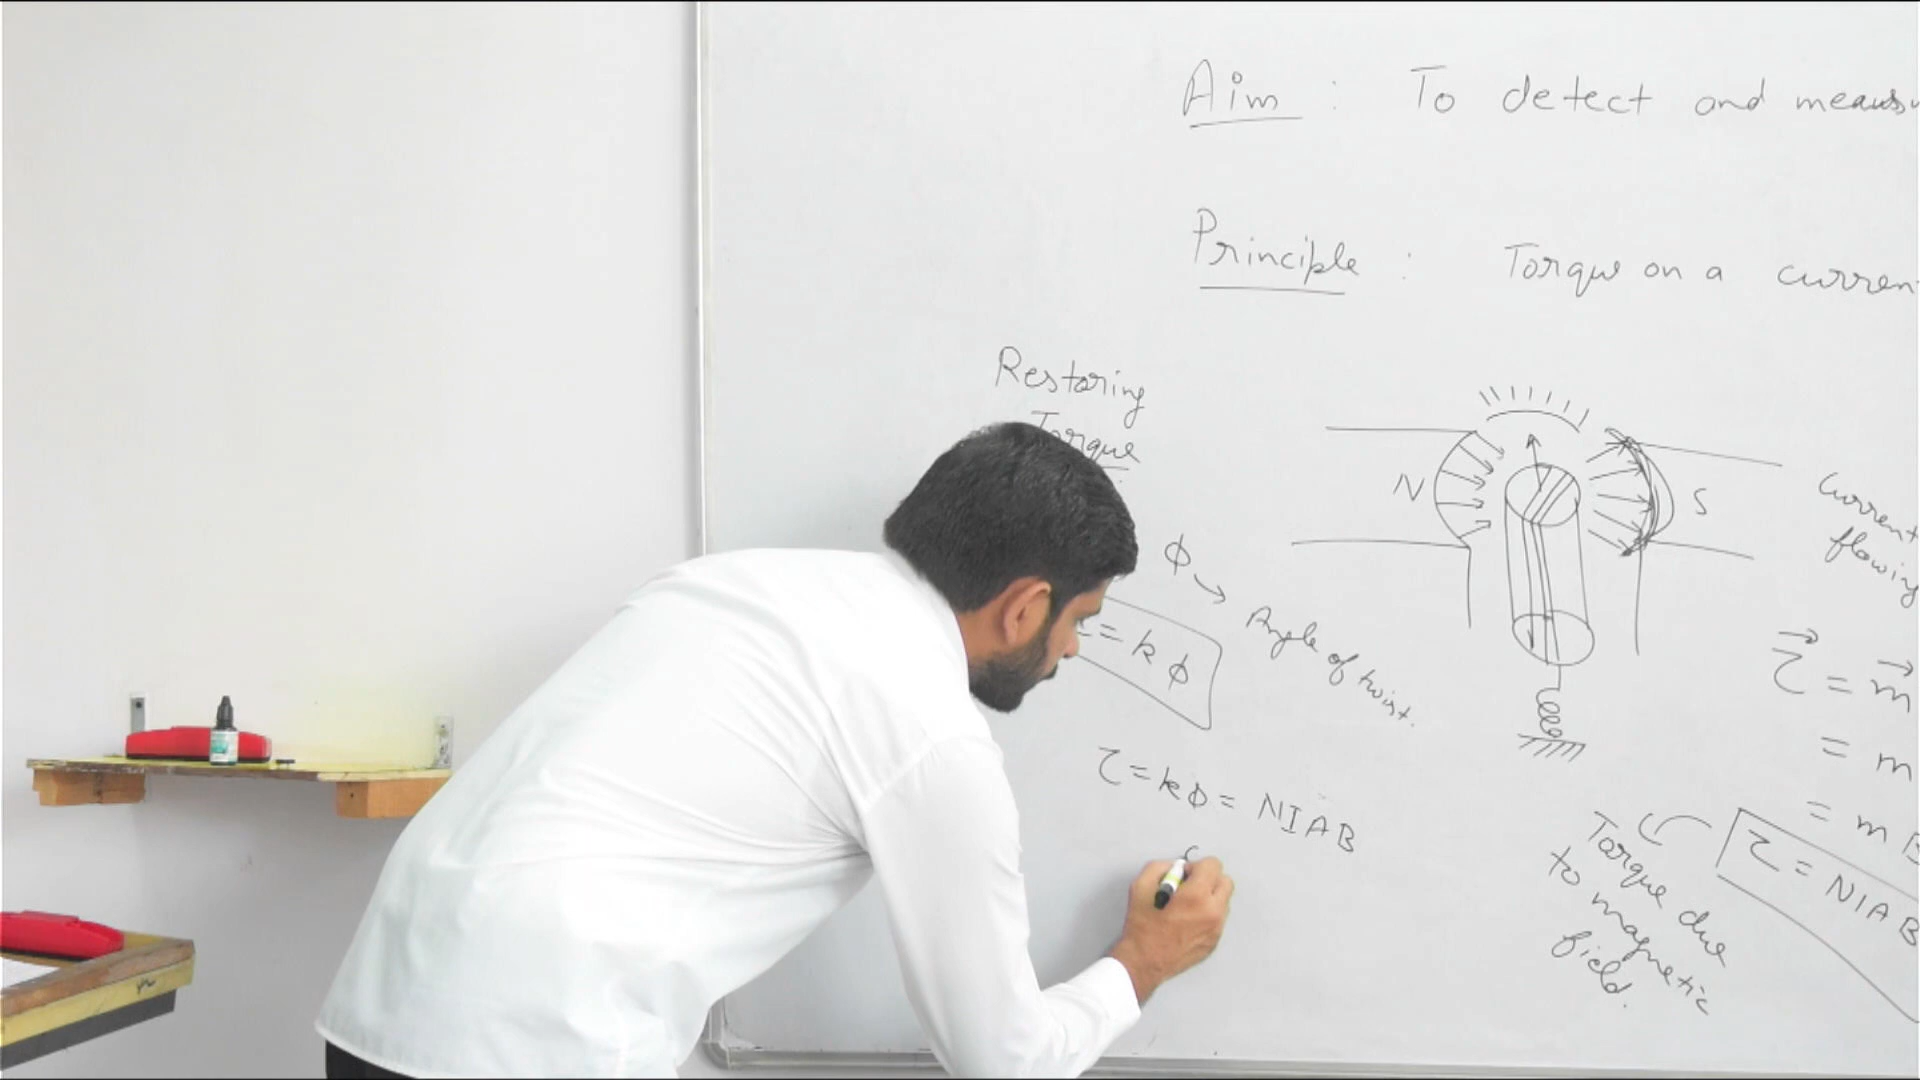 Aim : To detect and measu
Principle : Torque on a curren
Restoring
Torque
N
S
Current
flowing
ϕ
Angle of twist.
= kϕ
τ = kϕ = NIAB
τ⃗ = m⃗
= m
= m B
τ = NIAB
Torque due
to magnetic
field.